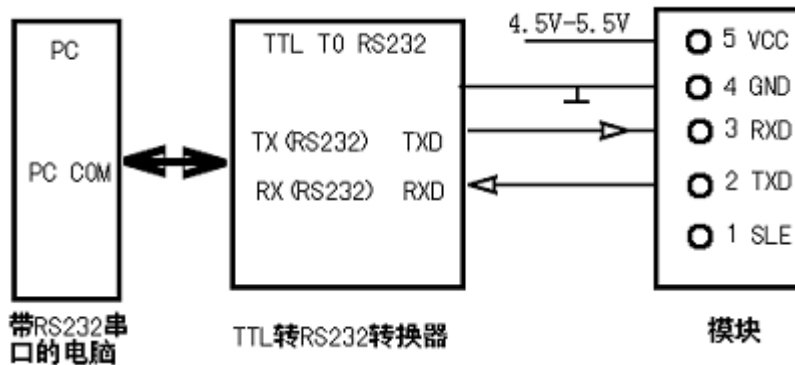 PC
PC COM
带RS232串
口的电脑
TTL TO RS232
TX(RS232) TXD
RX(RS232) RXD
TTL转RS232转换器
4.5V-5.5V
5 VCC
4 GND
3 RXD
2 TXD
1 SLE
模块